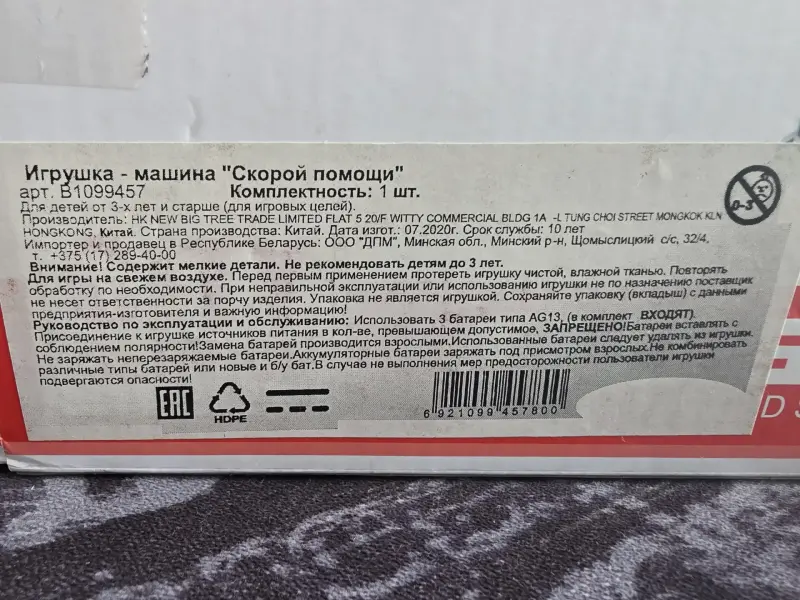 Игрушка - машина "Скорой помощи"
арт. B1099457 Комплектность: 1 шт.
0-3
Для детей от 3-х лет и старше (для игровых целей).
Производитель: HK NEW BIG TREE TRADE LIMITED FLAT 5 20/F WITTY COMMERCIAL BLDG 1A -L TUNG CHOI STREET MONGKOK KLN
HONGKONG, Китай. Страна производства: Китай. Дата изгот.: 07.2020г. Срок службы: 10 лет
Импортер и продавец в Республике Беларусь: ООО "ДПМ", Минская обл., Минский р-н, Щомыслицкий с/с, 32/4,
т. +375 (17) 289-40-00
Внимание! Содержит мелкие детали. Не рекомендовать детям до 3 лет.
Для игры на свежем воздухе. Перед первым применением протереть игрушку чистой, влажной тканью. Повторять
обработку по необходимости. При неправильной эксплуатации или использовании игрушки не по назначению поставщик
не несет ответственности за порчу изделия. Упаковка не является игрушкой. Сохраняйте упаковку (вкладыш) с данными
предприятия-изготовителя и важную информацию!
Руководство по эксплуатации и обслуживанию: Использовать 3 батареи типа AG13, (в комплект ВХОДЯТ).
Присоединение к игрушке источников питания в кол-ве, превышающем допустимое, ЗАПРЕЩЕНО!Батареи вставлять с
соблюдением полярности!Замена батарей производится взрослыми.Использованные батареи следует удалять из игрушки.
Не заряжать неперезаряжаемые батареи.Аккумуляторные батареи заряжать под присмотром взрослых.Не комбинировать
различные типы батарей или новые и б/у бат.В случае не выполнения мер предосторожности пользователи игрушки
подвергаются опасности!
EAC
2
HDPE
6 921099 457800
D S